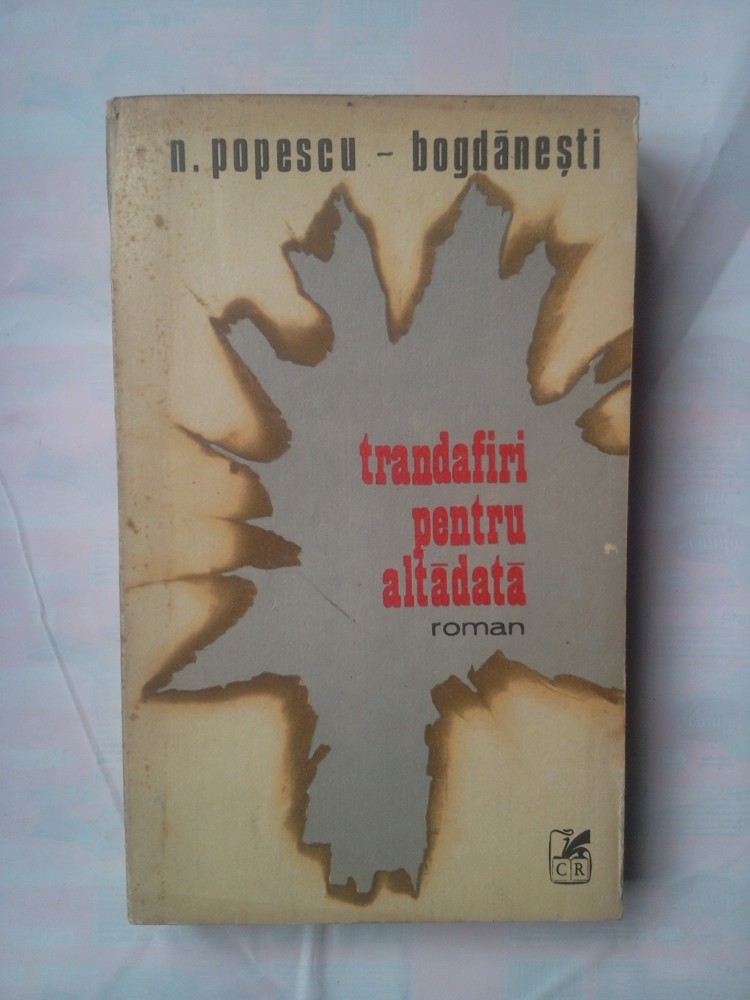 n. popescu - bogdănești
trandafiri
pentru
altădată
roman
CR